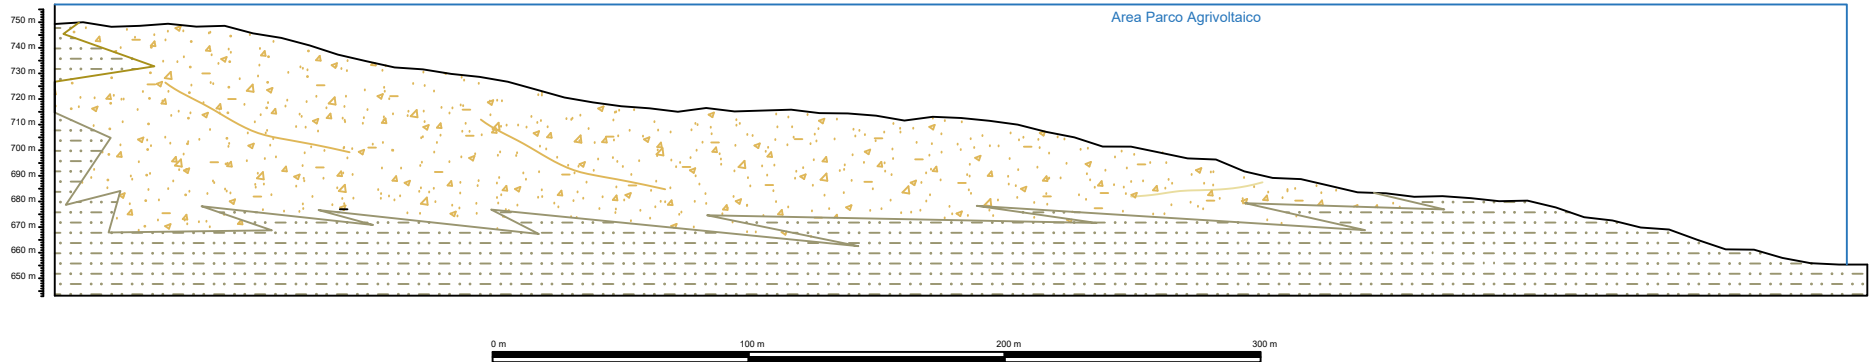 Area Parco Agrivoltaico
750 m
740 m
730 m
720 m
710 m
700 m
690 m
680 m
670 m
660 m
650 m
0 m 100 m 200 m 300 m